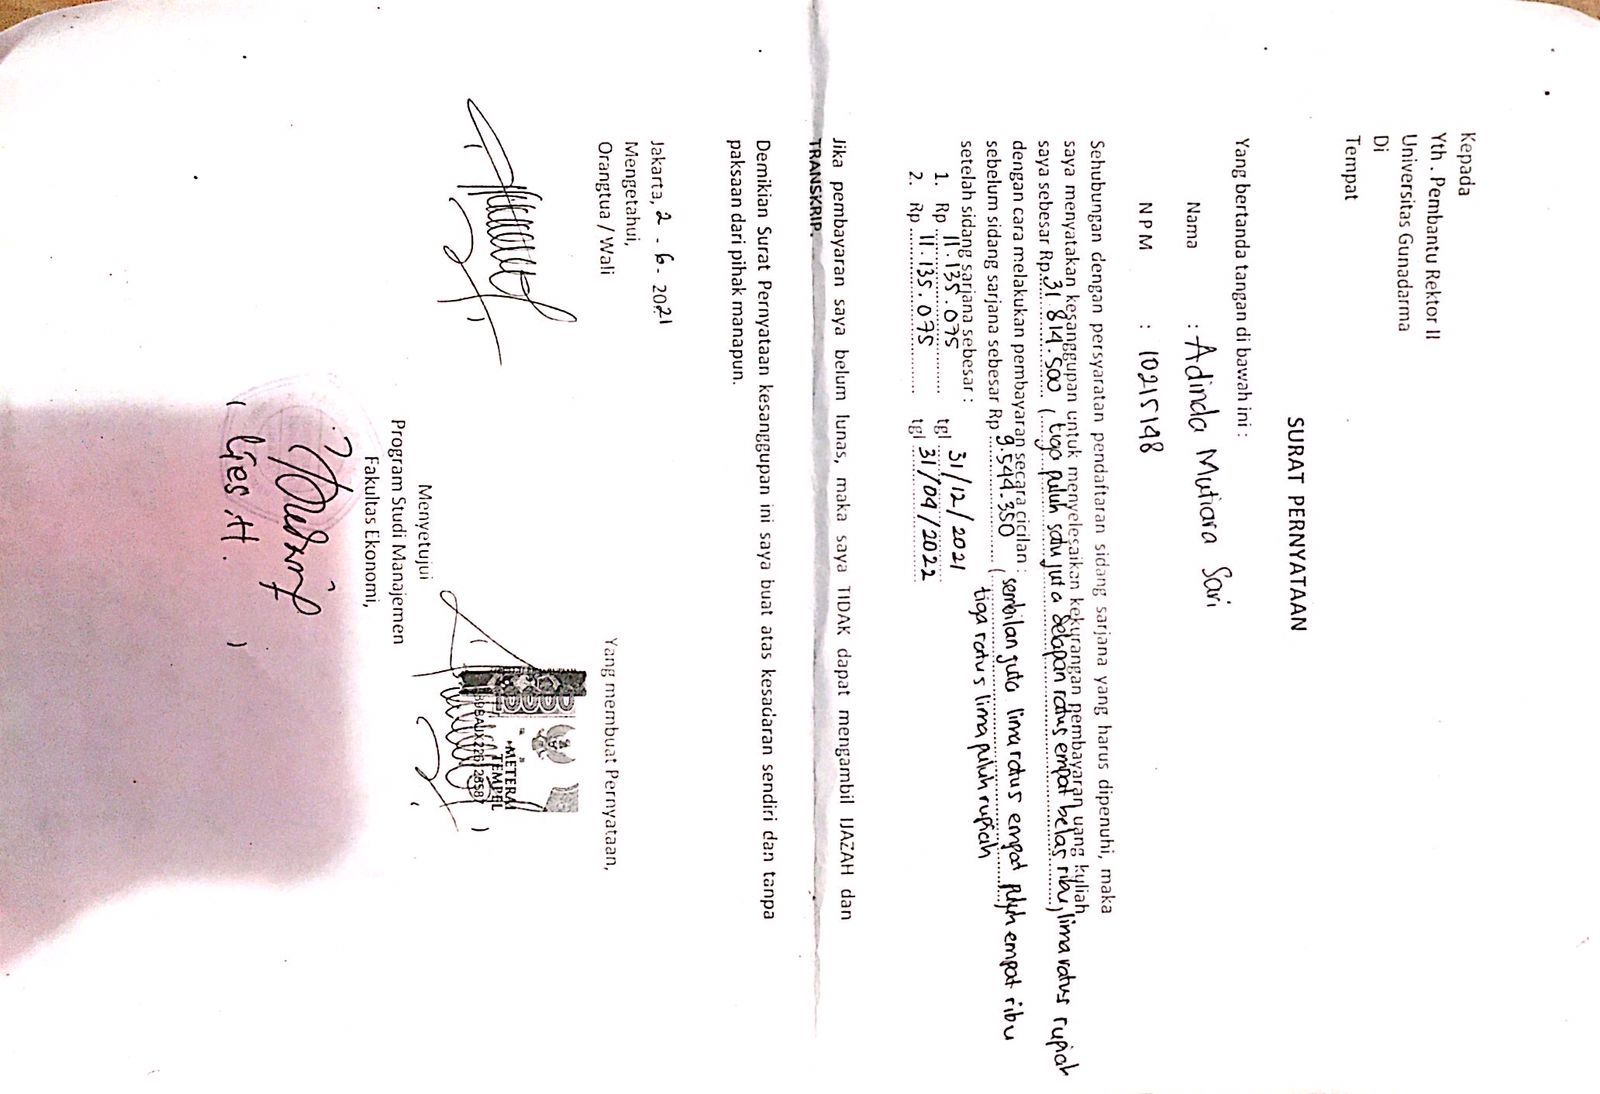 Kepada
Yth . Pembantu Rektor II
Universitas Gunadarma
Di
Tempat
SURAT PERNYATAAN
Yang bertanda tangan di bawah ini :
Nama : Adinda Mutiara Sari
N P M : 10215148
Sehubungan dengan persyaratan pendaftaran sidang sarjana yang harus dipenuhi, maka
saya menyatakan kesanggupan untuk menyelesaikan kekurangan pembayaran uang kuliah
saya sebesar Rp.31.814.500 (tiga puluh satu juta delapan ratus empat belas ribu, lima ratus rupiah
dengan cara melakukan pembayaran secara cicilan :
sebelum sidang sarjana sebesar Rp 9.544.350 (sembilan juta lima ratus empat puluh empat ribu
tiga ratus lima puluh rupiah
setelah sidang sarjana sebesar :
1. Rp 11.135.075 tgl 31/12/2021
2. Rp 11.135.075 tgl 31/04/2022
Jika pembayaran saya belum lunas, maka saya TIDAK dapat mengambil IJAZAH dan
TRANSKRIP.
Demikian Surat Pernyataan kesanggupan ini saya buat atas kesadaran sendiri dan tanpa
paksaan dari pihak manapun.
Jakarta, 2 - 6 - 2021
Mengetahui,
Orangtua / Wali
Yang membuat Pernyataan,
METERAI
TEMPEL
Menyetujui
Program Studi Manajemen
Fakultas Ekonomi,
( Lies H. )